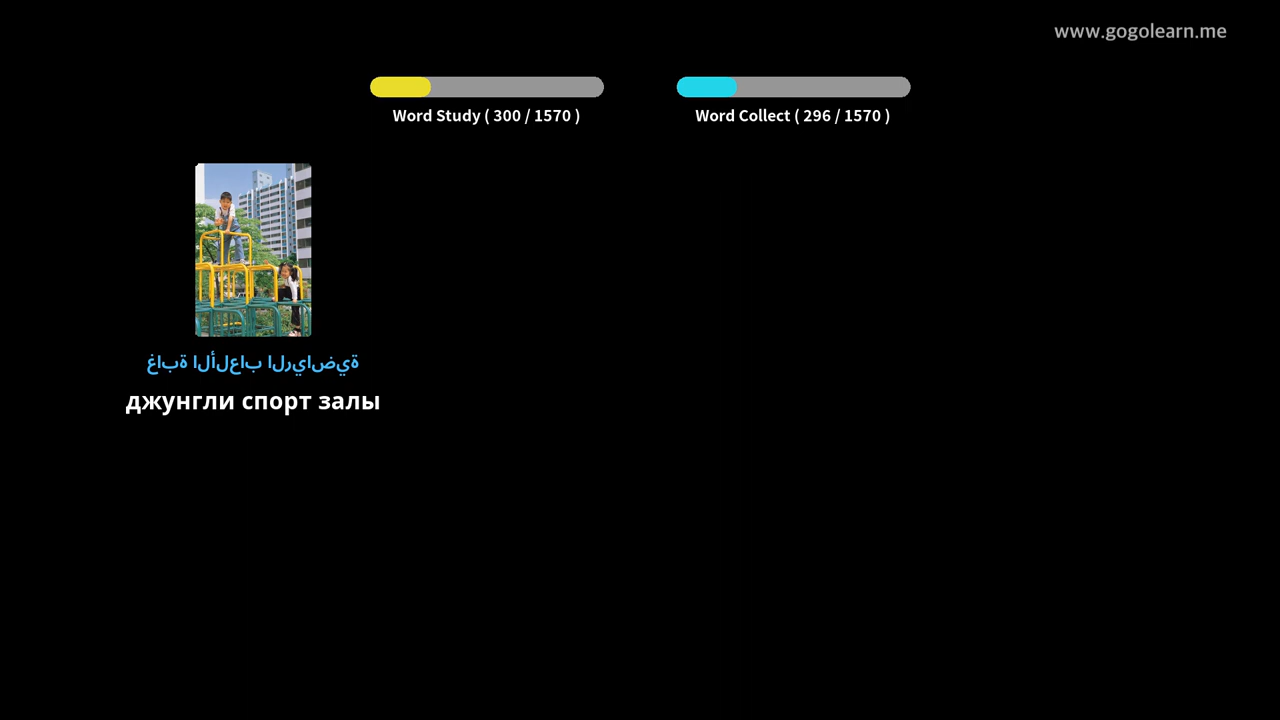 www.gogolearn.me
Word Study ( 300 / 1570 )
Word Collect ( 296 / 1570 )
غابة الألعاب الرياضية
джунгли спорт залы